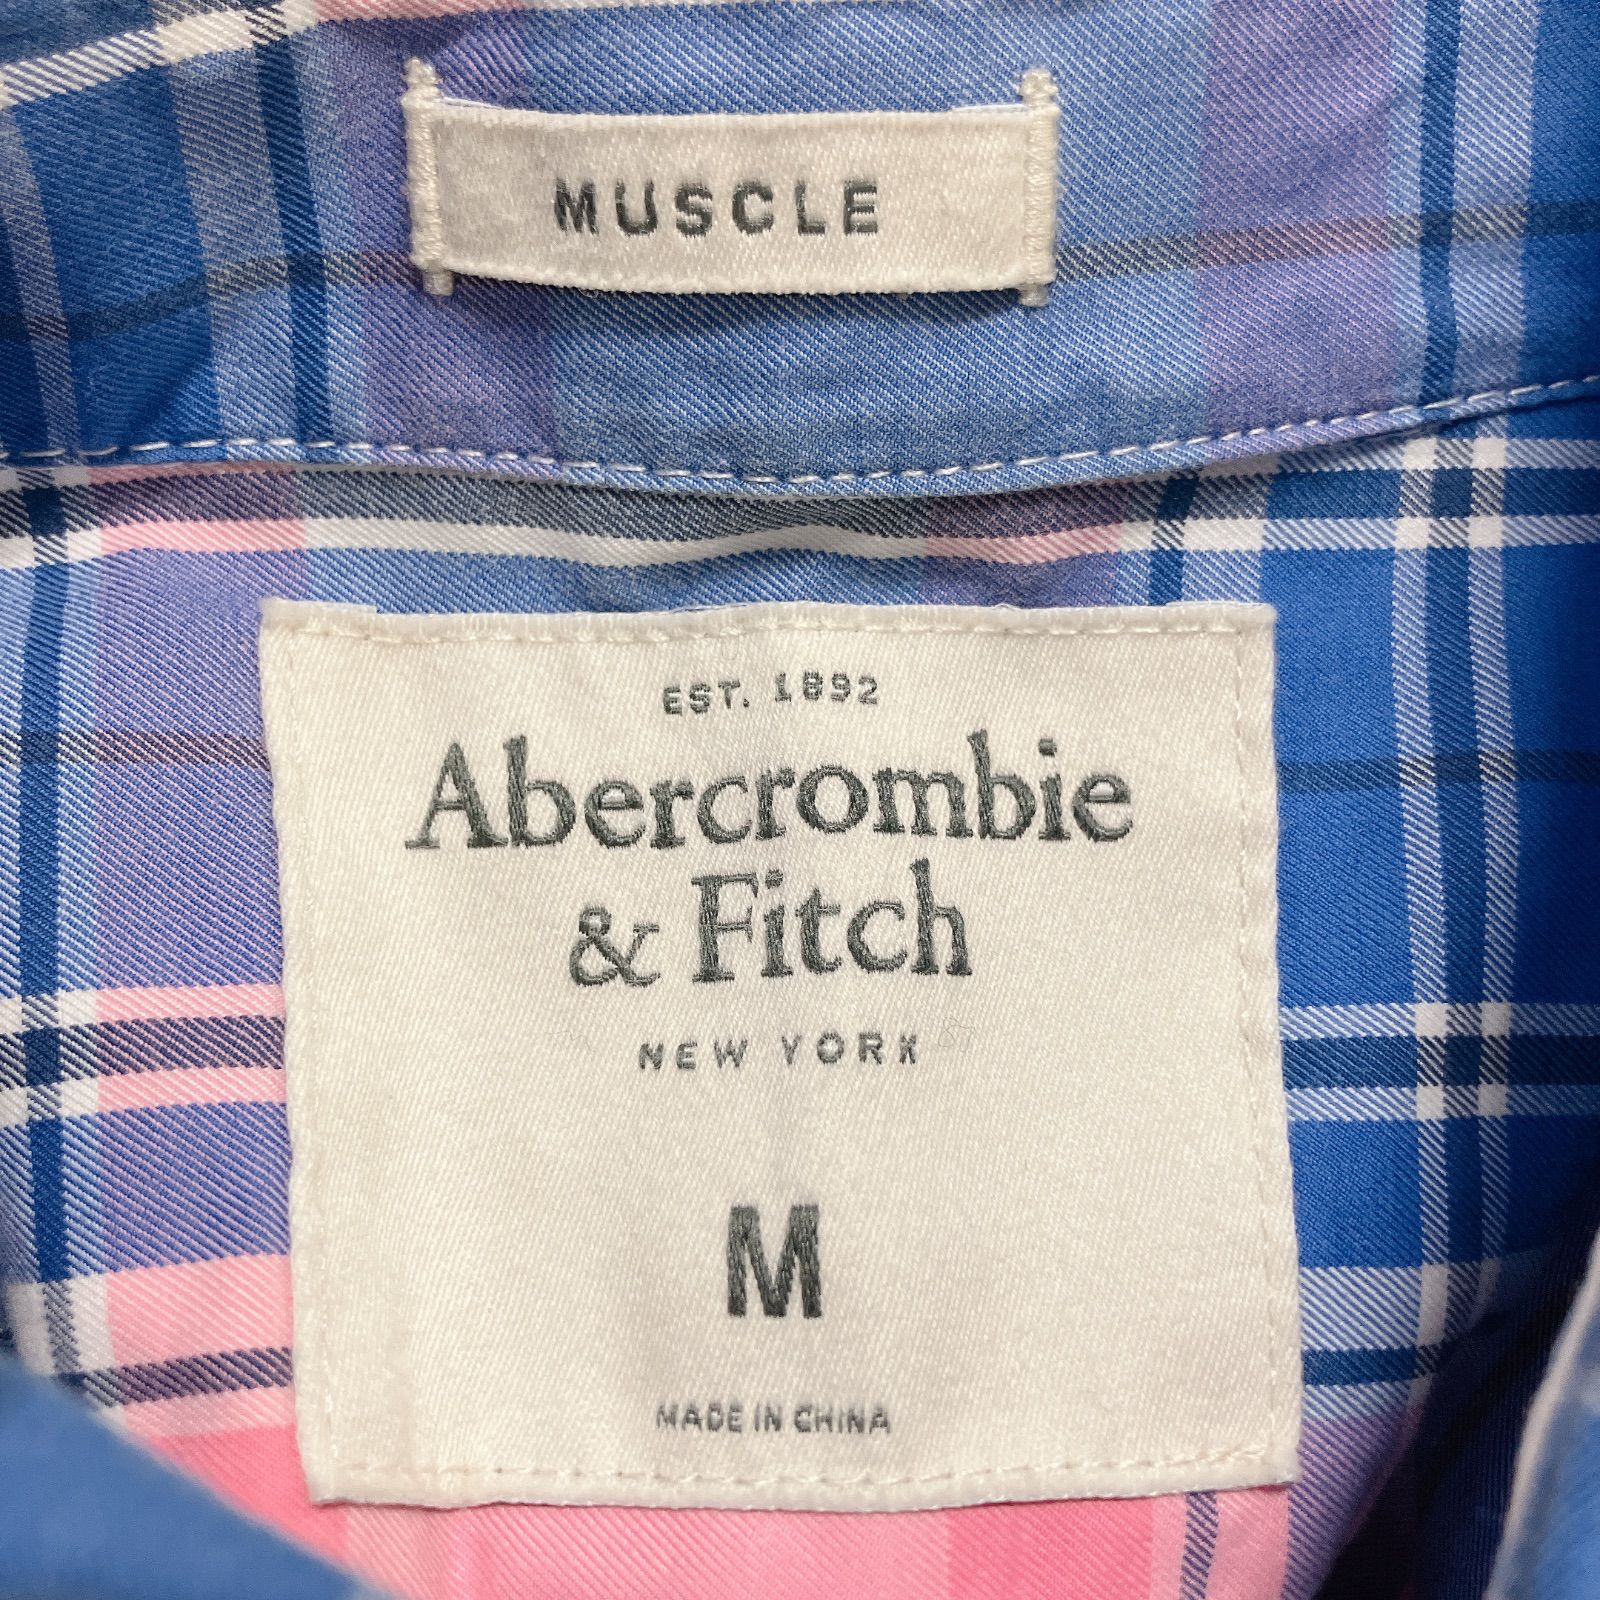 MUSCLE
EST. 1892
Abercrombie
& Fitch
NEW YORK
M
MADE IN CHINA